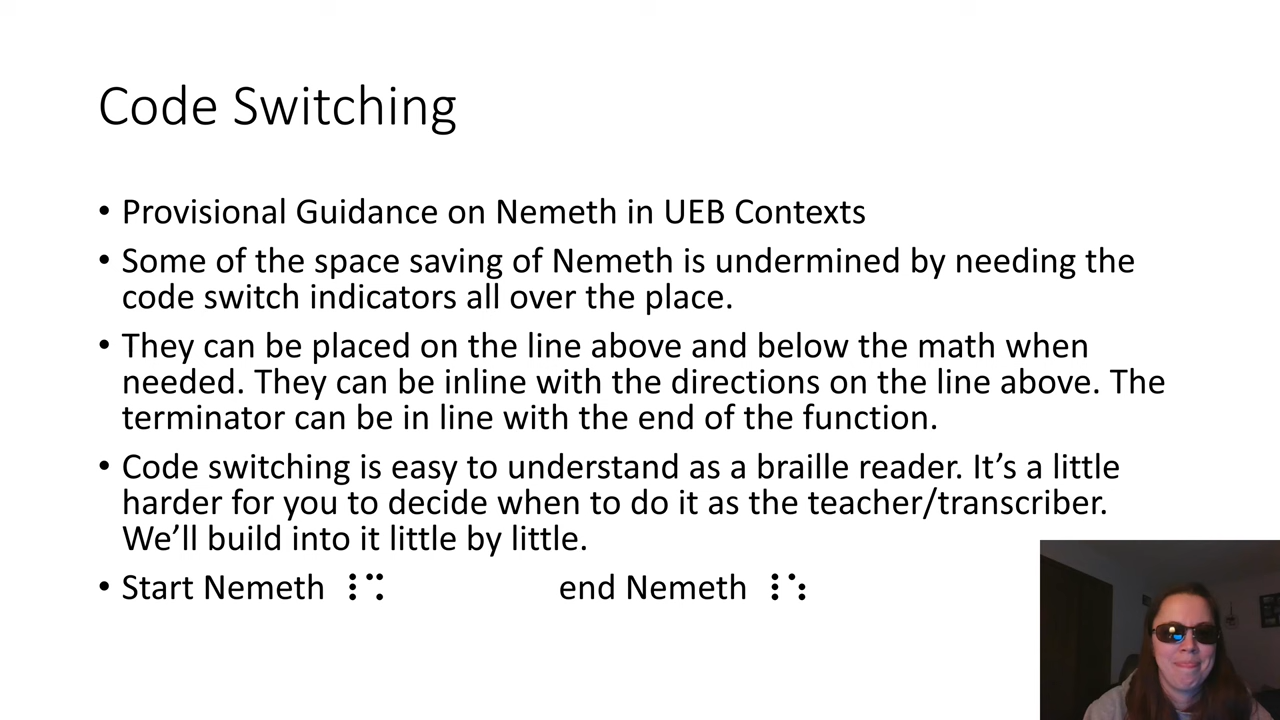 Code Switching
• Provisional Guidance on Nemeth in UEB Contexts
• Some of the space saving of Nemeth is undermined by needing the
code switch indicators all over the place.
• They can be placed on the line above and below the math when
needed. They can be inline with the directions on the line above. The
terminator can be in line with the end of the function.
• Code switching is easy to understand as a braille reader. It’s a little
harder for you to decide when to do it as the teacher/transcriber.
We’ll build into it little by little.
• Start Nemeth ⠸⠩ end Nemeth ⠸⠱